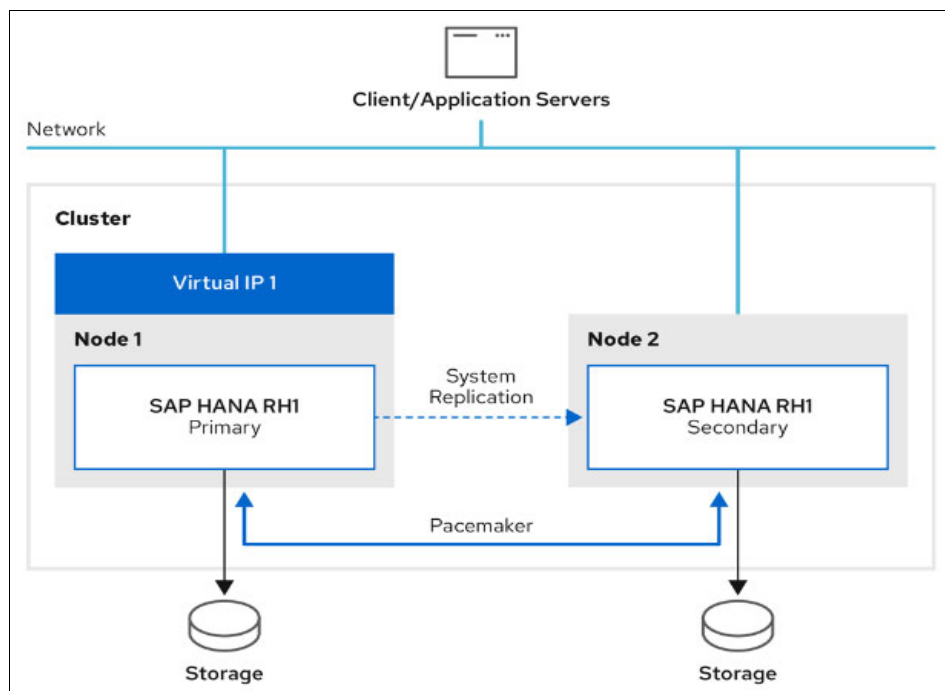 Client/Application Servers
Network
Cluster
Virtual IP 1
Node 1
Node 2
SAP HANA RH1
Primary
System
Replication
SAP HANA RH1
Secondary
Pacemaker
Storage
Storage